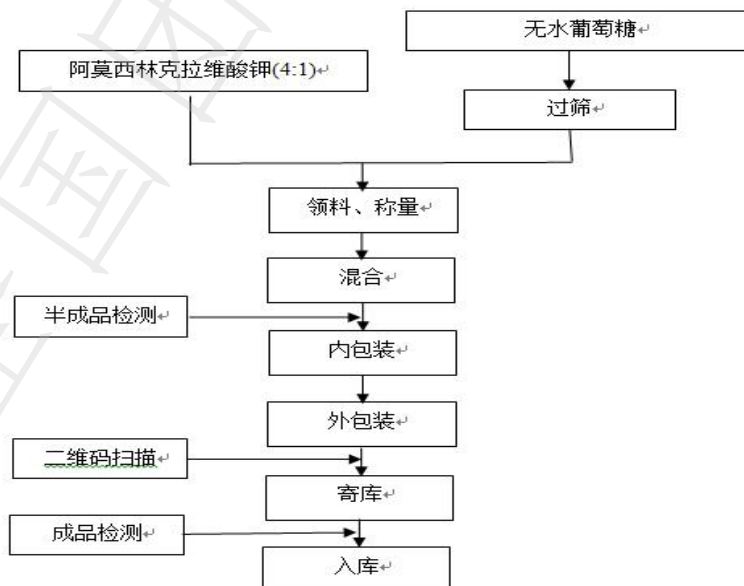 无水葡萄糖
阿莫西林克拉维酸钾(4:1)
过筛
领料、称量
混合
半成品检测
内包装
外包装
二维码扫描
寄库
成品检测
入库